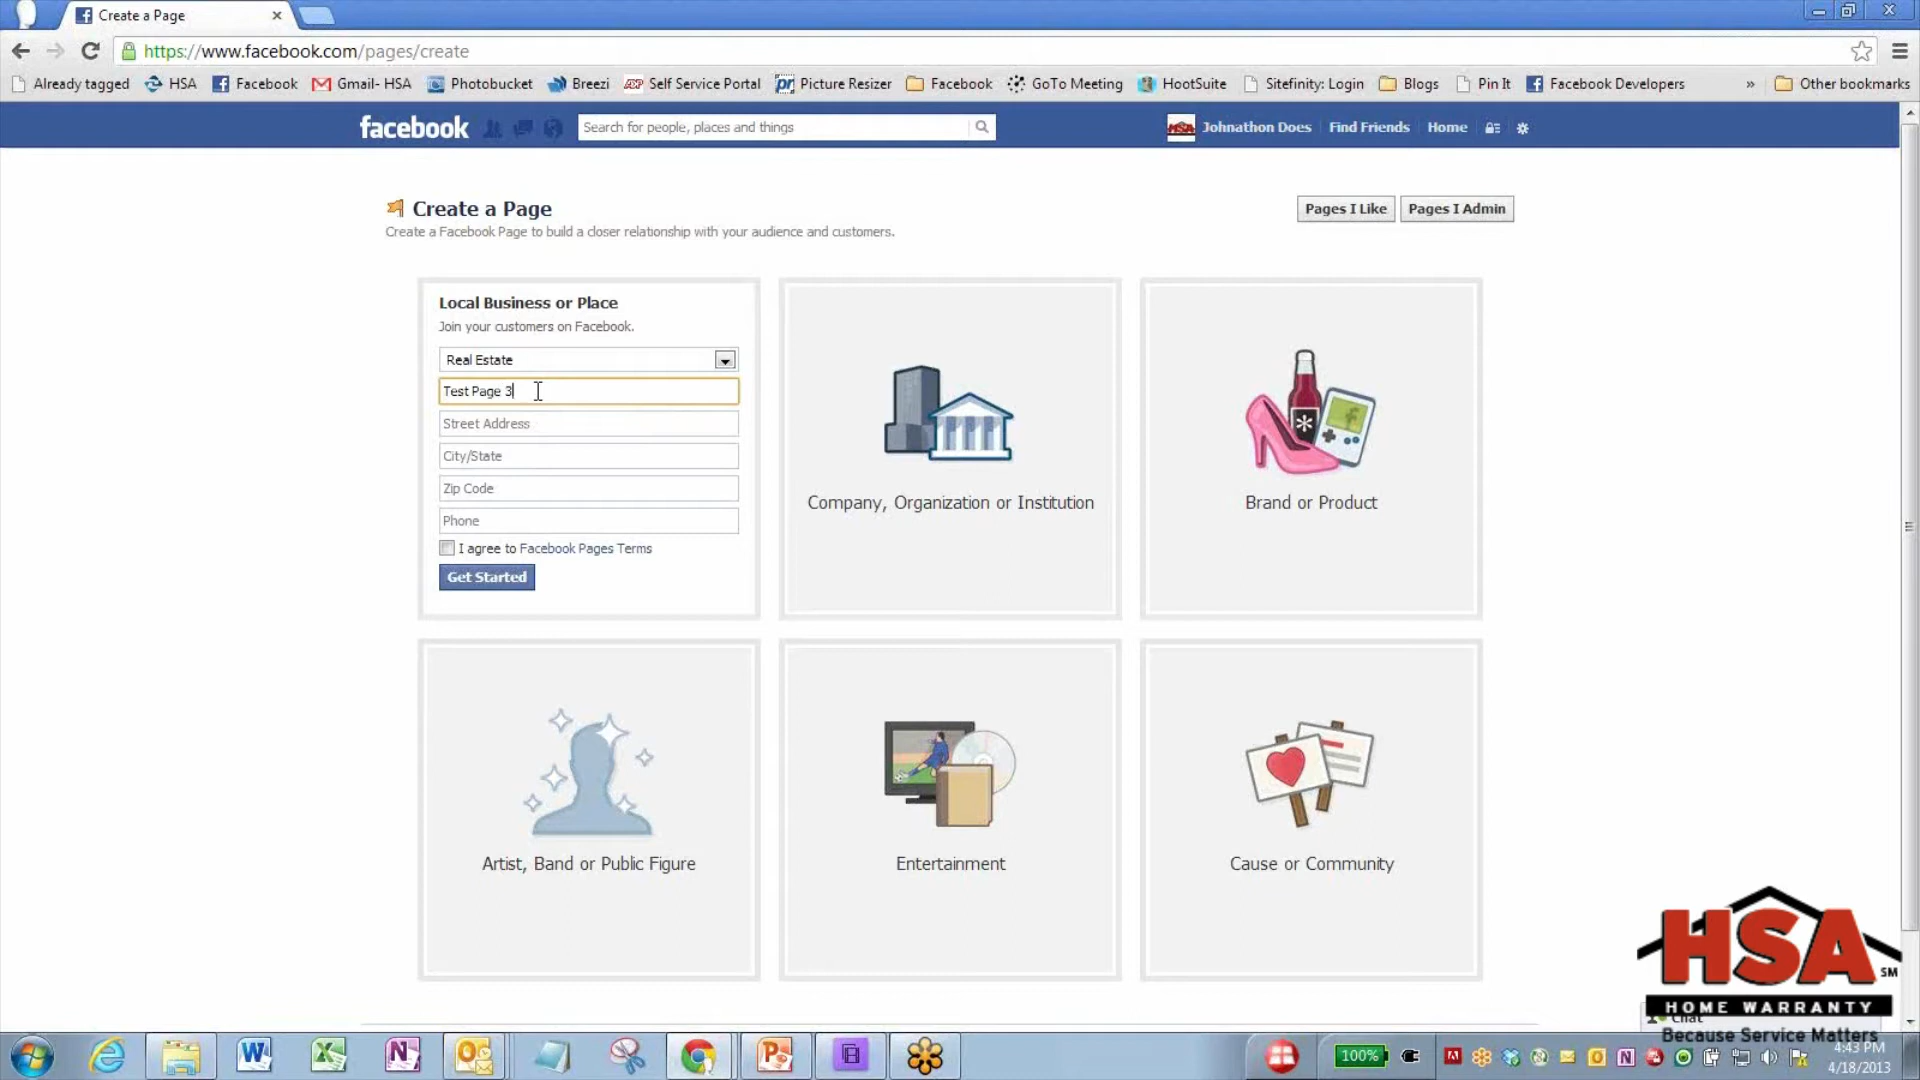 Create a Page
https://www.facebook.com/pages/create
Already tagged HSA Facebook Gmail- HSA Photobucket Breezi Self Service Portal Picture Resizer Facebook GoTo Meeting HootSuite Sitefinity: Login Blogs Pin It Facebook Developers » Other bookmarks
facebook Search for people, places and things Johnathon Does Find Friends Home
Create a Page Pages I Like Pages I Admin
Create a Facebook Page to build a closer relationship with your audience and customers.
Local Business or Place
Join your customers on Facebook.
Real Estate
Test Page 3
Street Address
City/State
Zip Code
Phone
I agree to Facebook Pages Terms
Get Started
Company, Organization or Institution
Brand or Product
Artist, Band or Public Figure
Entertainment
Cause or Community
HSA SM
HOME WARRANTY
Chat
Because Service Matters
100%
4:43 PM
4/18/2013